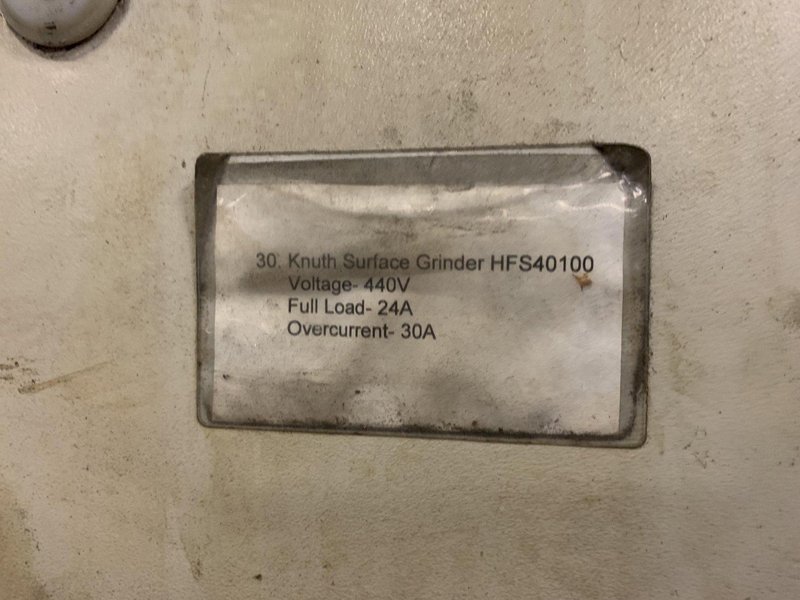 30. Knuth Surface Grinder HFS40100
Voltage- 440V
Full Load- 24A
Overcurrent- 30A